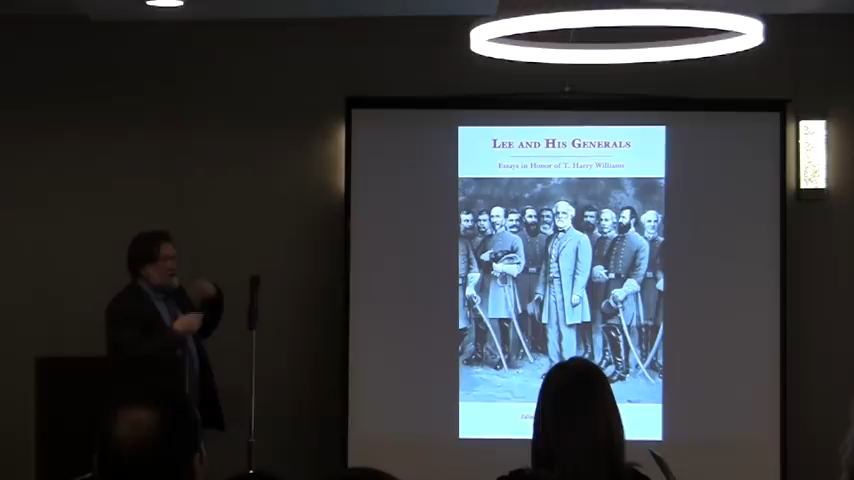 LEE AND HIS GENERALS
Essays in Honor of T. Harry Williams